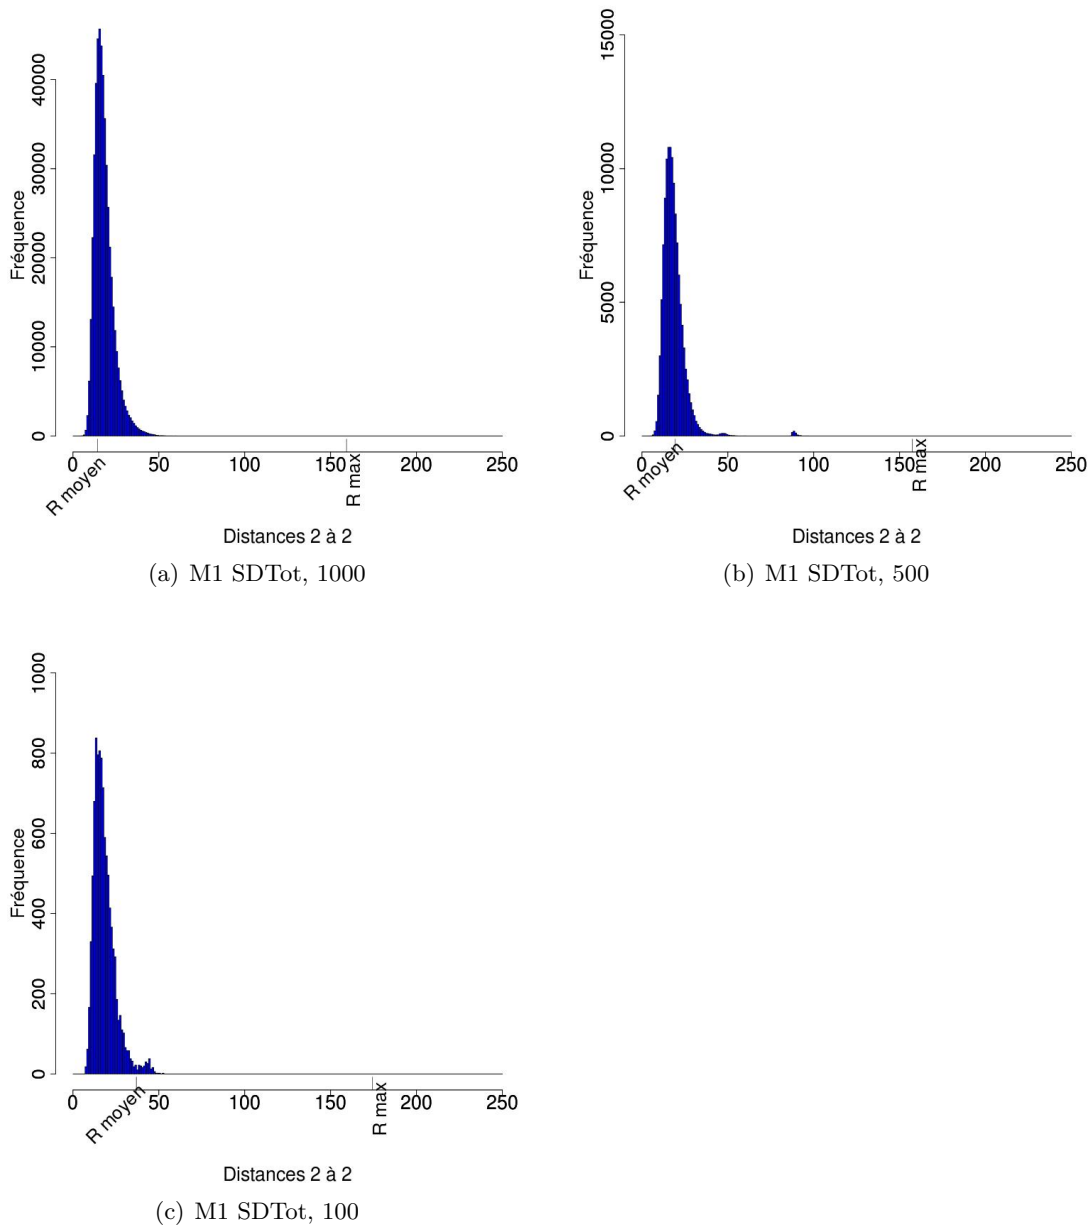 40000
30000
20000
10000
0
Fréquence
0 50 100 150 200 250
R moyen
R max
Distances 2 à 2
(a) M1 SDTot, 1000
15000
10000
5000
0
Fréquence
0 50 100 150 200 250
R moyen
R max
Distances 2 à 2
(b) M1 SDTot, 500
1000
800
600
400
200
0
Fréquence
0 50 100 150 200 250
R moyen
R max
Distances 2 à 2
(c) M1 SDTot, 100